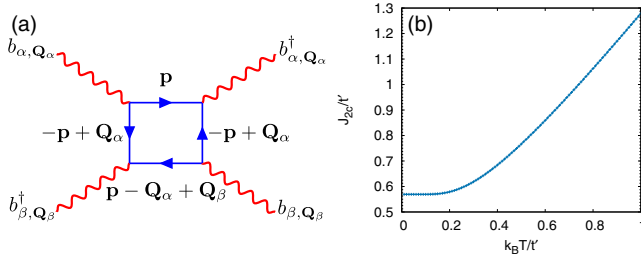 (a)
b_{α,Q_α}
b†_{α,Q_α}
p
−p + Q_α
−p + Q_α
p − Q_α + Q_β
b†_{β,Q_β}
b_{β,Q_β}
(b)
J_{2c}/t′
1.3
1.2
1.1
1
0.9
0.8
0.7
0.6
0.5
0
0.2
0.4
0.6
0.8
k_BT/t′